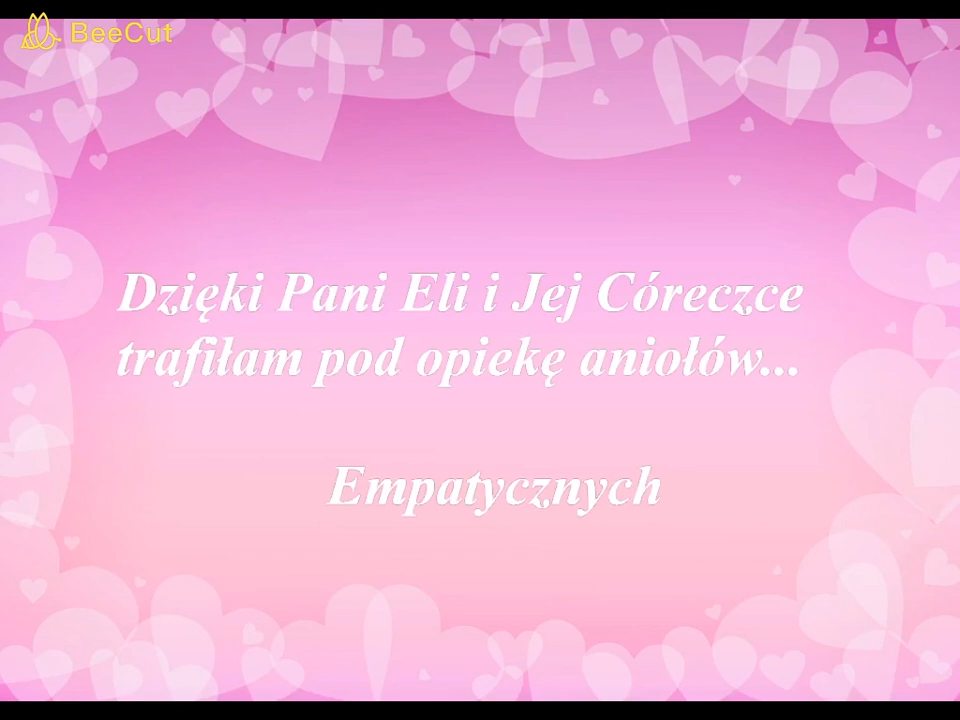 BeeCut
Dzięki Pani Eli i Jej Córeczce
trafiłam pod opiekę aniołów...
Empatycznych